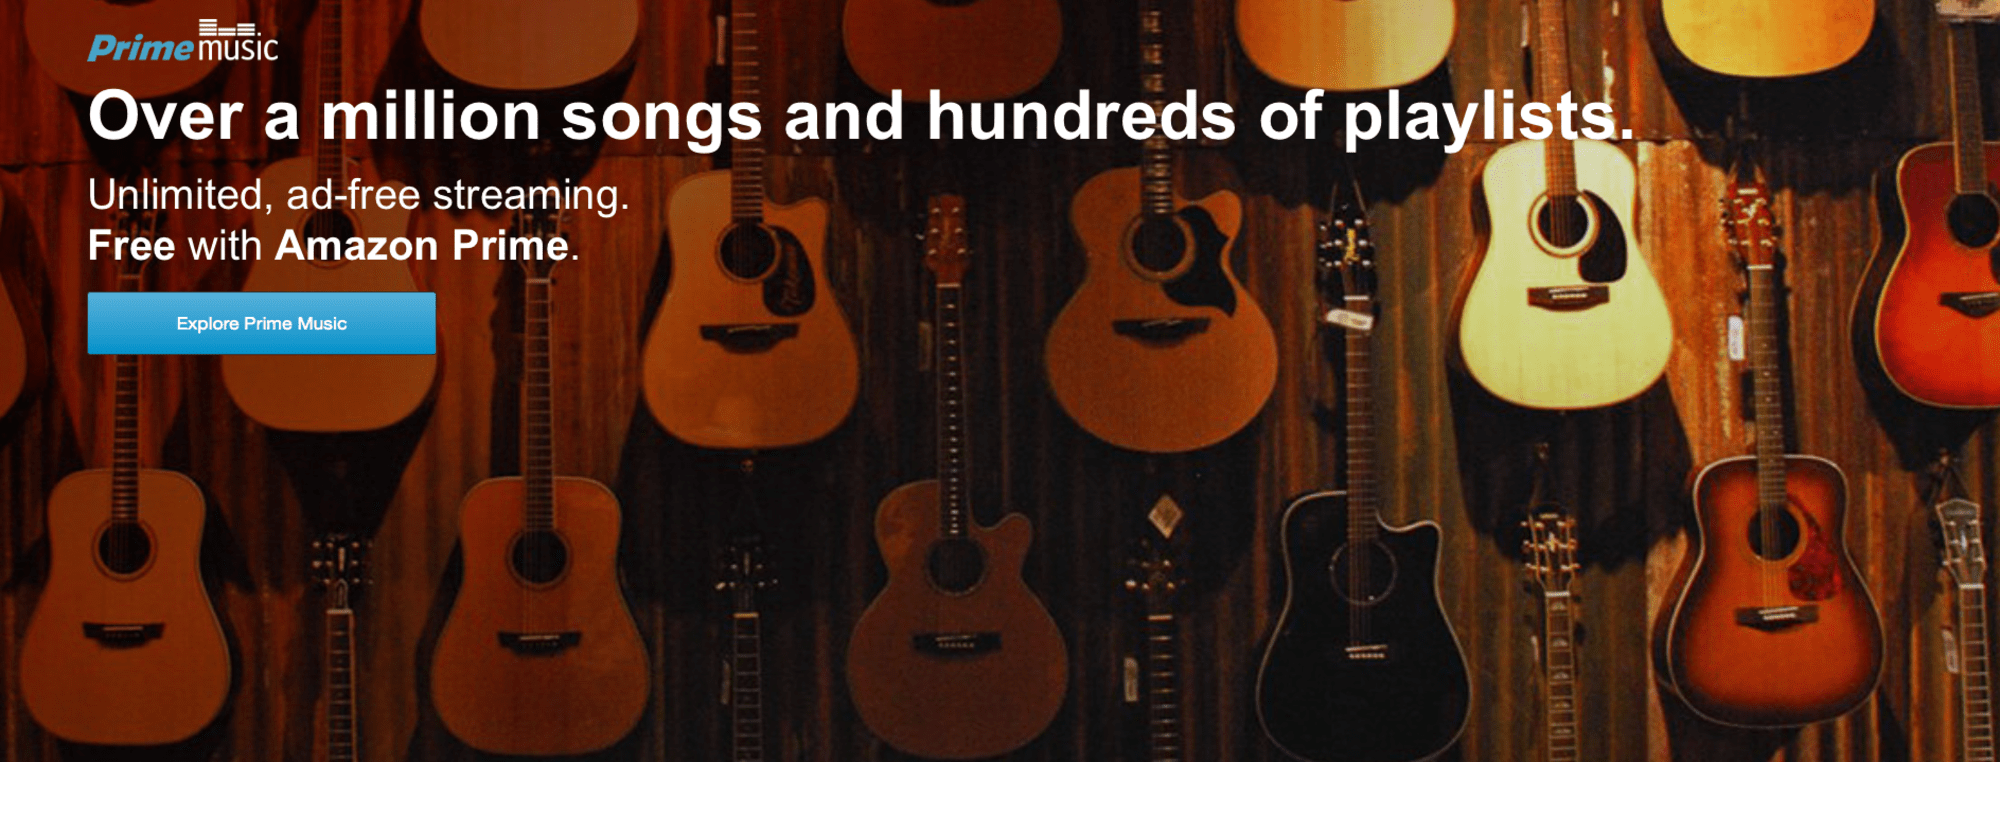 Prime music
Over a million songs and hundreds of playlists.
Unlimited, ad-free streaming.
Free with Amazon Prime.
Explore Prime Music